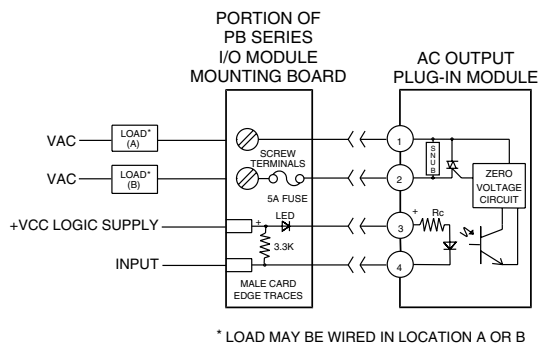 PORTION OF
PB SERIES
I/O MODULE
MOUNTING BOARD
AC OUTPUT
PLUG-IN MODULE
VAC
LOAD*
(A)
1
SCREW
TERMINALS
SNUB
VAC
LOAD*
(B)
2
5A FUSE
ZERO
VOLTAGE
CIRCUIT
+VCC LOGIC SUPPLY
+
LED
3
+
Rc
3.3K
INPUT
4
MALE CARD
EDGE TRACES
* LOAD MAY BE WIRED IN LOCATION A OR B